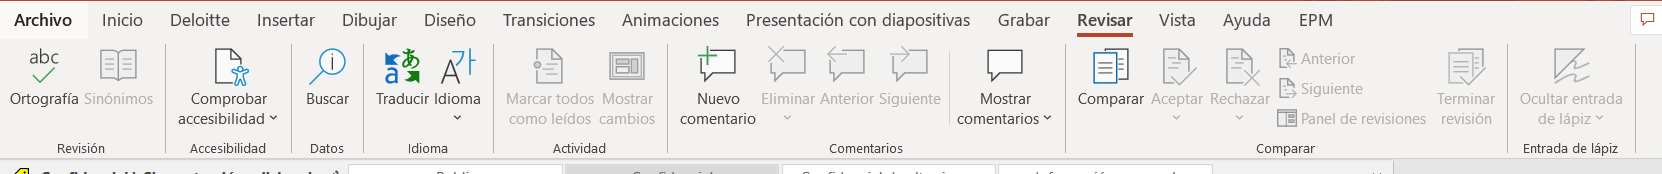 Archivo Inicio Deloitte Insertar Dibujar Diseño Transiciones Animaciones Presentación con diapositivas Grabar Revisar Vista Ayuda EPM
abc
Ortografía Sinónimos
Revisión
Comprobar
accesibilidad
Accesibilidad
Buscar
Datos
a あ
Traducir
A 가
Idioma
Idioma
Marcar todos
como leídos
Mostrar
cambios
Actividad
Nuevo
comentario
Eliminar Anterior Siguiente
Mostrar
comentarios
Comentarios
Comparar Aceptar Rechazar
Anterior
Siguiente
Panel de revisiones
Terminar
revisión
Comparar
Ocultar entrada
de lápiz
Entrada de lápiz